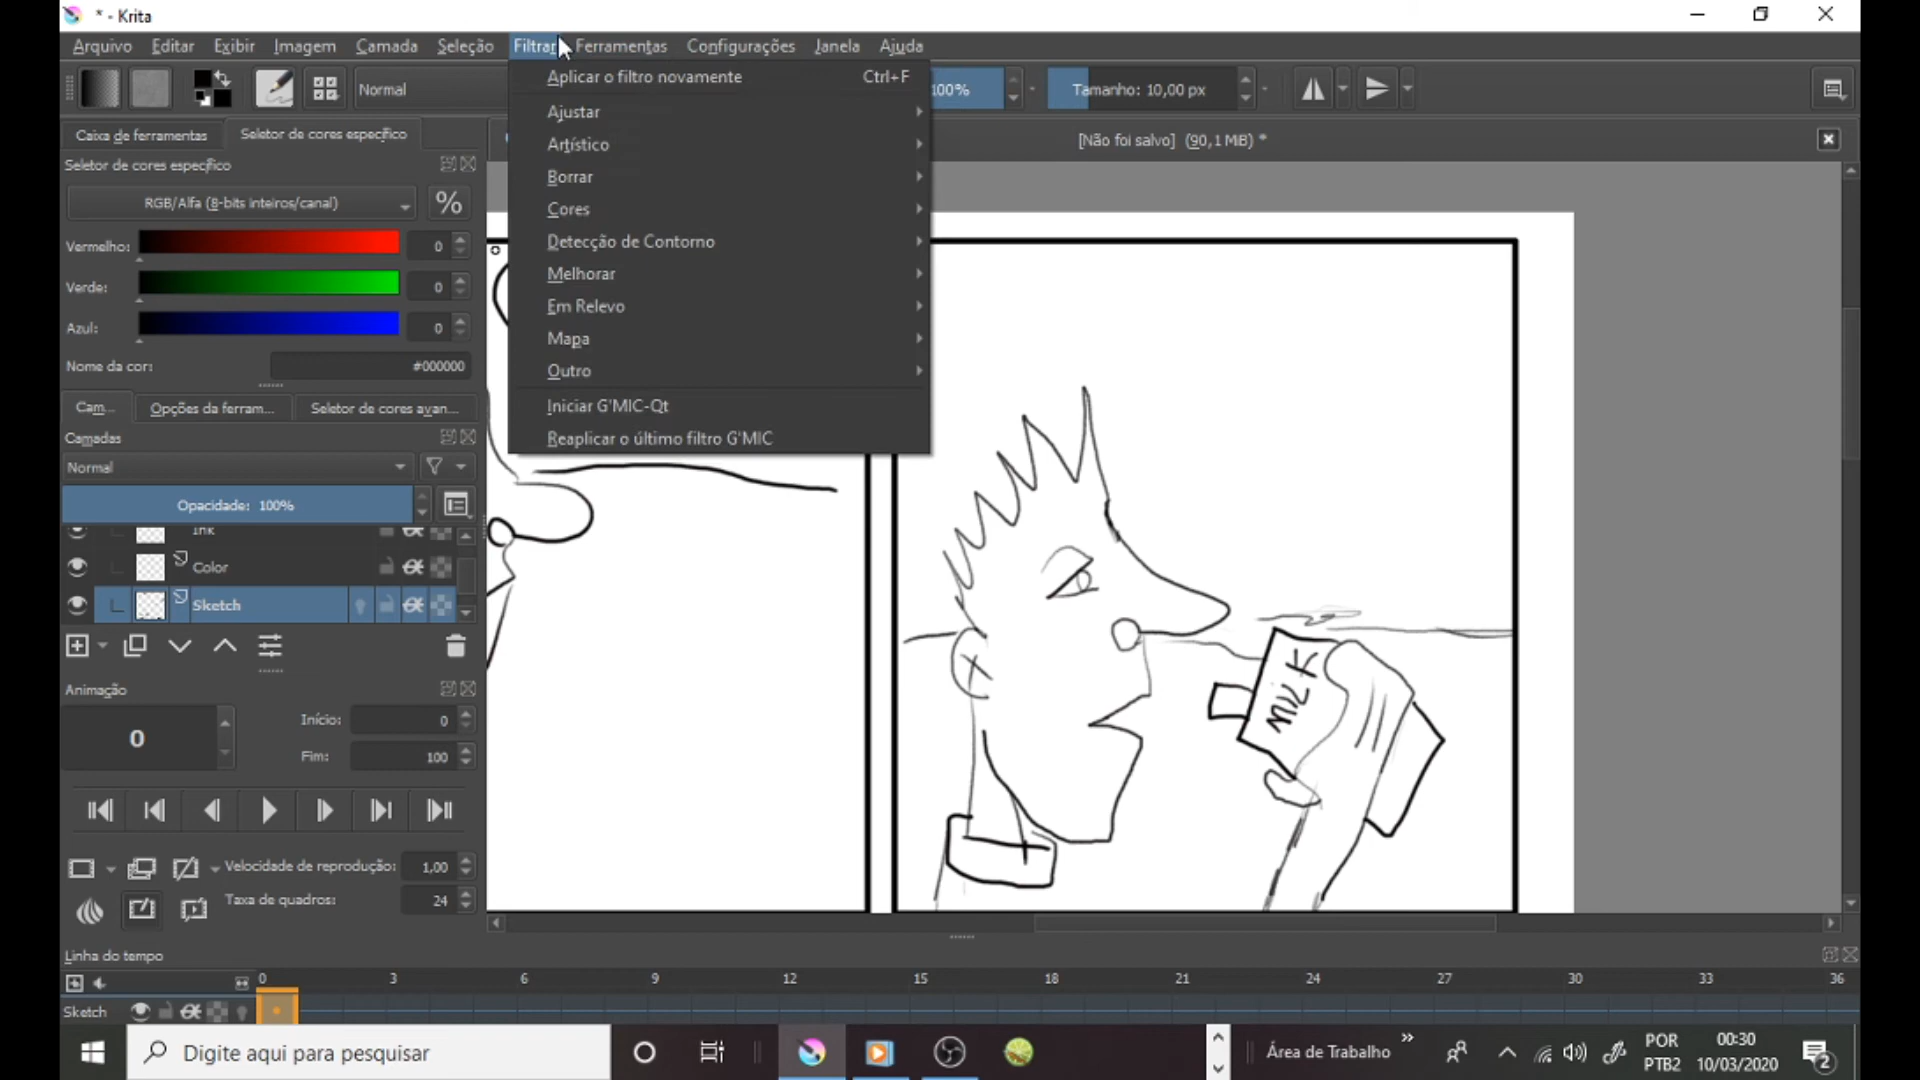 * - Krita
Arquivo Editar Exibir Imagem Camada Seleção Filtrar Ferramentas Configurações Janela Ajuda
Normal
100%
Tamanho: 10,00 px
Aplicar o filtro novamente Ctrl+F
Ajustar
Artístico
Borrar
Cores
Detecção de Contorno
Melhorar
Em Relevo
Mapa
Outro
Iniciar G'MIC-Qt
Reaplicar o último filtro G'MIC
[Não foi salvo] (90,1 MiB) *
Caixa de ferramentas Seletor de cores específico
Seletor de cores específico
RGB/Alfa (8-bits inteiros/canal) %
Vermelho: 0
Verde: 0
Azul: 0
Nome da cor: #000000
Cam... Opções da ferram... Seletor de cores avan...
Camadas
Normal
Opacidade: 100%
Ink
Color
Sketch
Animação
0 Início: 0
Fim: 100
Velocidade de reprodução: 1,00
Taxa de quadros: 24
Linha do tempo
0 3 6 9 12 15 18 21 24 27 30 33 36
Sketch
Digite aqui para pesquisar
Área de Trabalho
POR
PTB2
00:30
10/03/2020
2